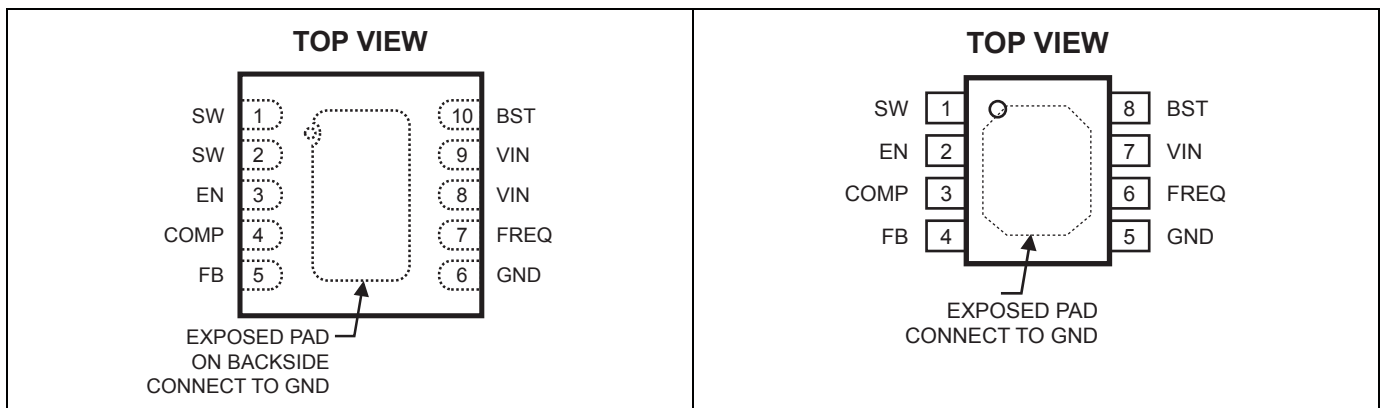 TOP VIEW
SW 1 10 BST
SW 2 9 VIN
EN 3 8 VIN
COMP 4 7 FREQ
FB 5 6 GND
EXPOSED PAD
ON BACKSIDE
CONNECT TO GND
TOP VIEW
SW 1 8 BST
EN 2 7 VIN
COMP 3 6 FREQ
FB 4 5 GND
EXPOSED PAD
CONNECT TO GND